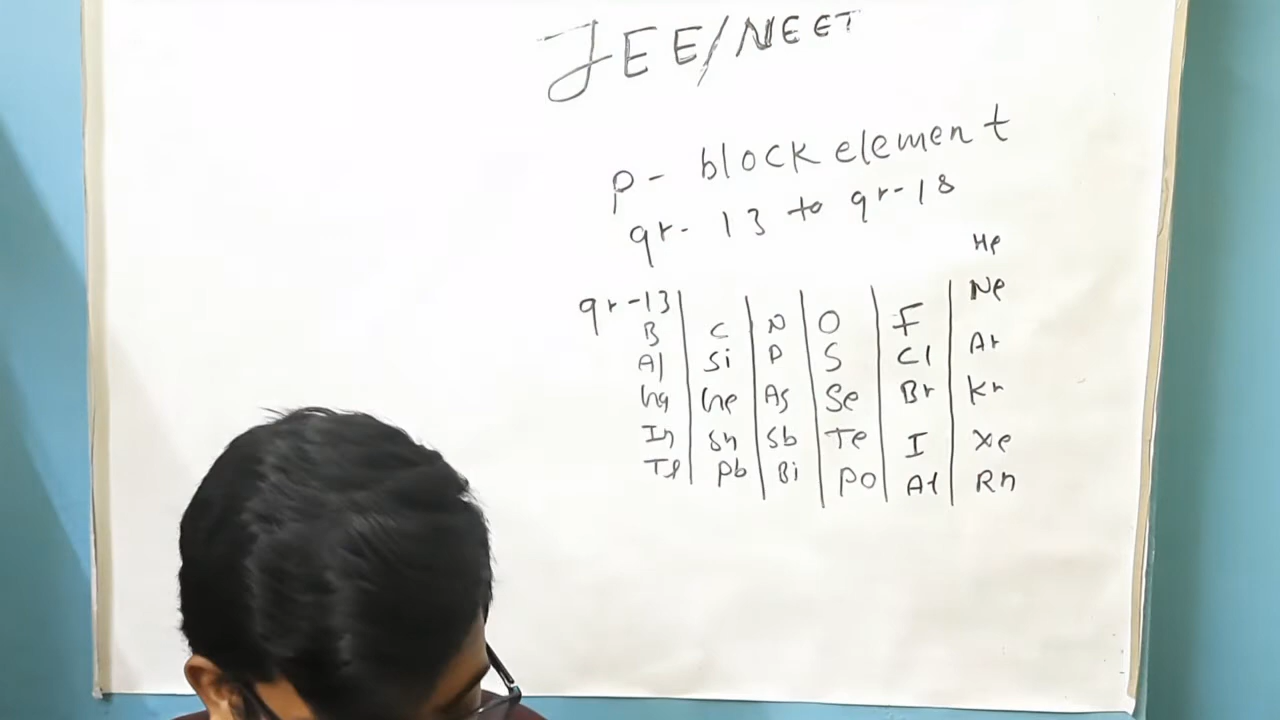 JEE/NEET
p- block element
gr- 13 to gr-18
He
gr-13 Ne
B C N O F
Al Si P S Cl Ar
Ga Ge As Se Br Kr
In Sn Sb Te I Xe
Tl Pb Bi Po At Rn